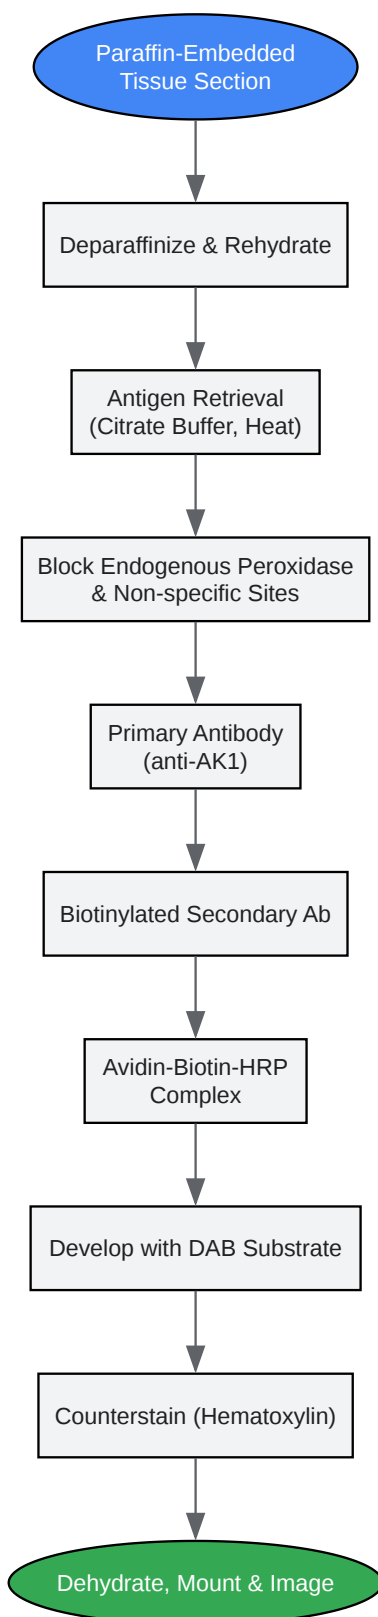 Paraffin-Embedded
Tissue Section
Deparaffinize & Rehydrate
Antigen Retrieval
(Citrate Buffer, Heat)
Block Endogenous Peroxidase
& Non-specific Sites
Primary Antibody
(anti-AK1)
Biotinylated Secondary Ab
Avidin-Biotin-HRP
Complex
Develop with DAB Substrate
Counterstain (Hematoxylin)
Dehydrate, Mount & Image